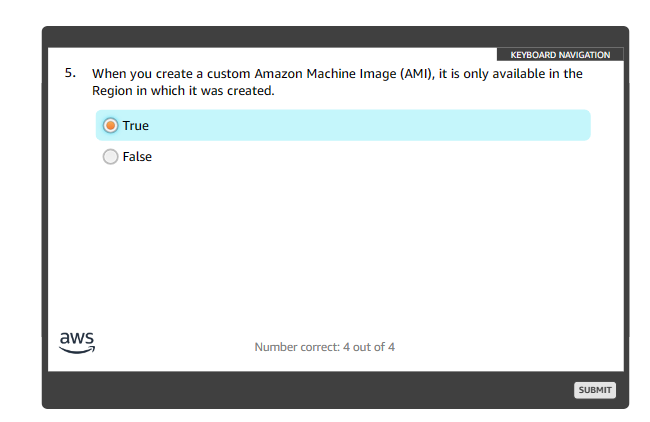 KEYBOARD NAVIGATION
5. When you create a custom Amazon Machine Image (AMI), it is only available in the
Region in which it was created.
True
False
aws
Number correct: 4 out of 4
SUBMIT